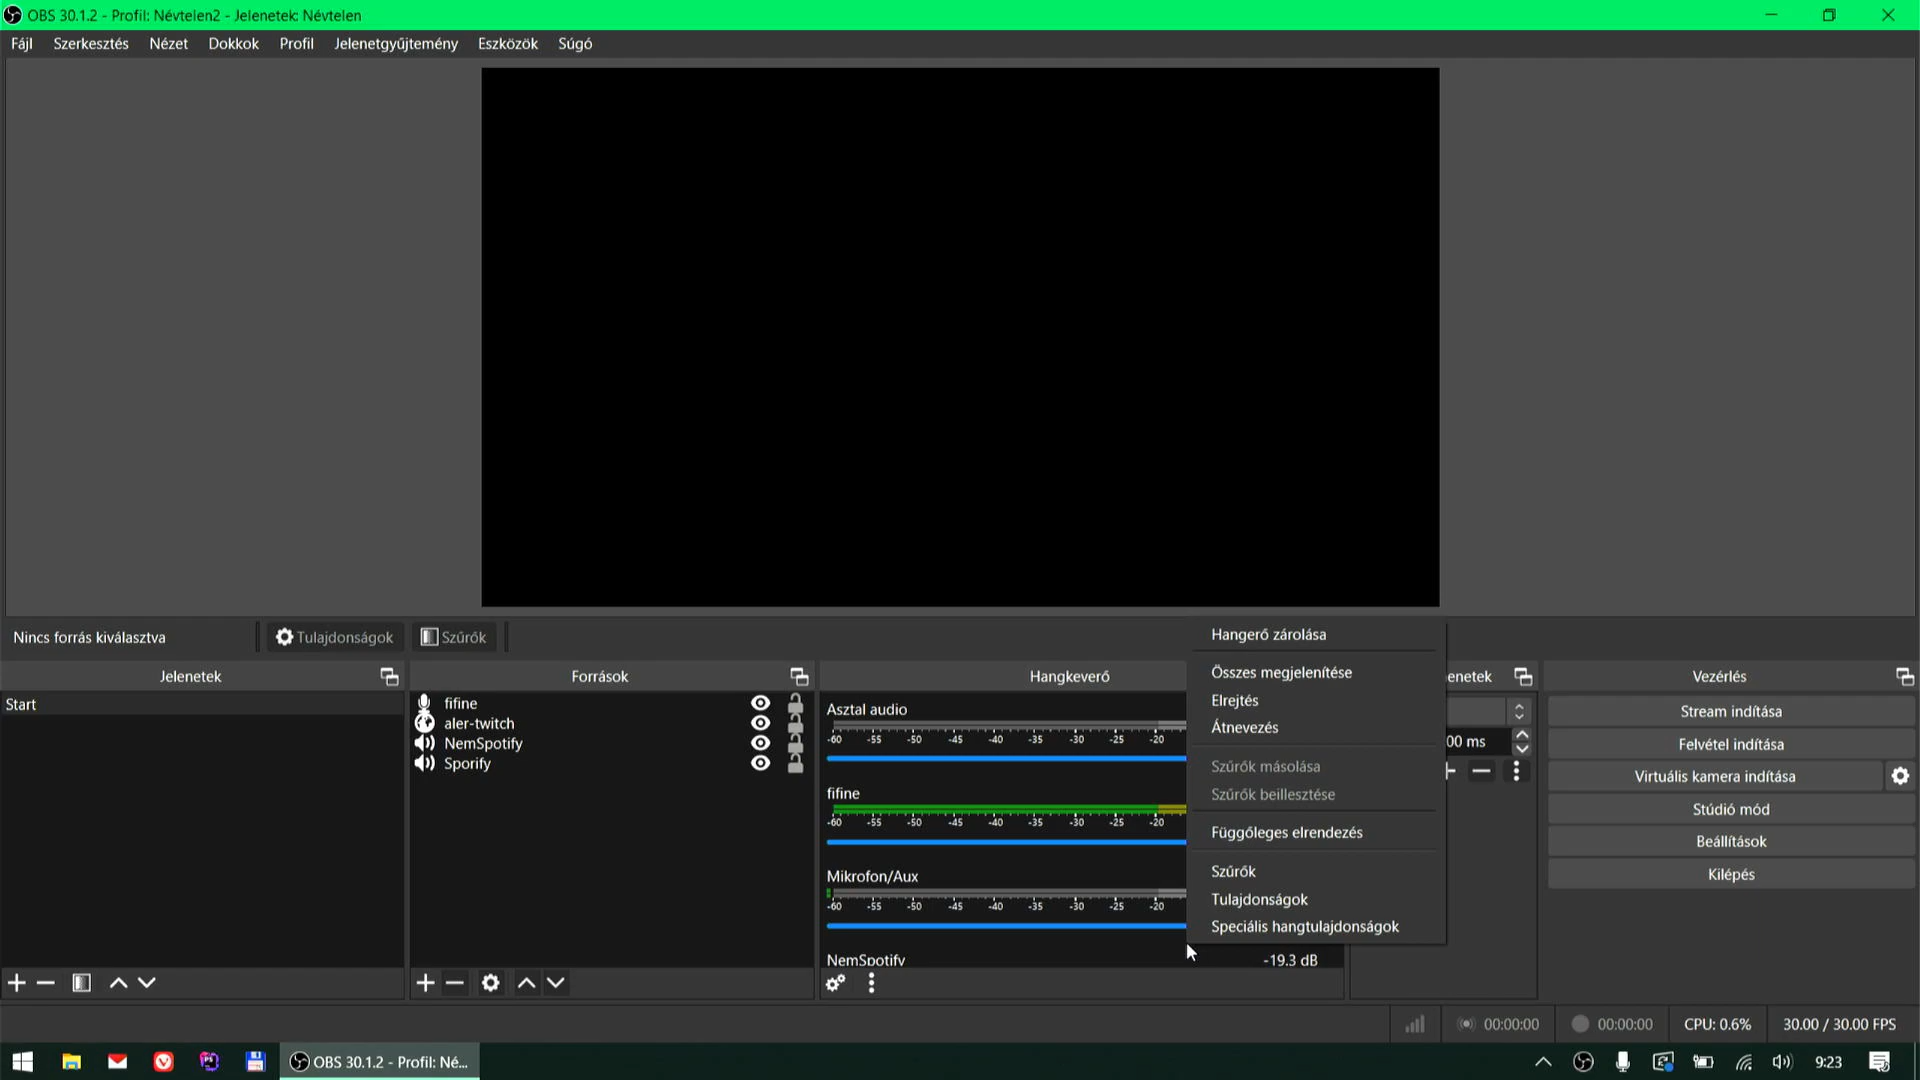 OBS 30.1.2 - Profil: Névtelen2 - Jelenetek: Névtelen
Fájl Szerkesztés Nézet Dokkok Profil Jelenetgyűjtemény Eszközök Súgó
Nincs forrás kiválasztva
Tulajdonságok
Szűrők
Jelenetek
Start
Források
fifine
aler-twitch
NemSpotify
Sporify
Hangkeverő
Asztal audio
-60 -55 -50 -45 -40 -35 -30 -25 -20
fifine
-60 -55 -50 -45 -40 -35 -30 -25 -20
Mikrofon/Aux
-60 -55 -50 -45 -40 -35 -30 -25 -20
NemSpotify -19.3 dB
Hangerő zárolása
Összes megjelenítése
Elrejtés
Átnevezés
Szűrők másolása
Szűrők beillesztése
Függőleges elrendezés
Szűrők
Tulajdonságok
Speciális hangtulajdonságok
enetek
00 ms
Vezérlés
Stream indítása
Felvétel indítása
Virtuális kamera indítása
Stúdió mód
Beállítások
Kilépés
00:00:00 00:00:00 CPU: 0.6% 30.00 / 30.00 FPS
OBS 30.1.2 - Profil: Né...
9:23